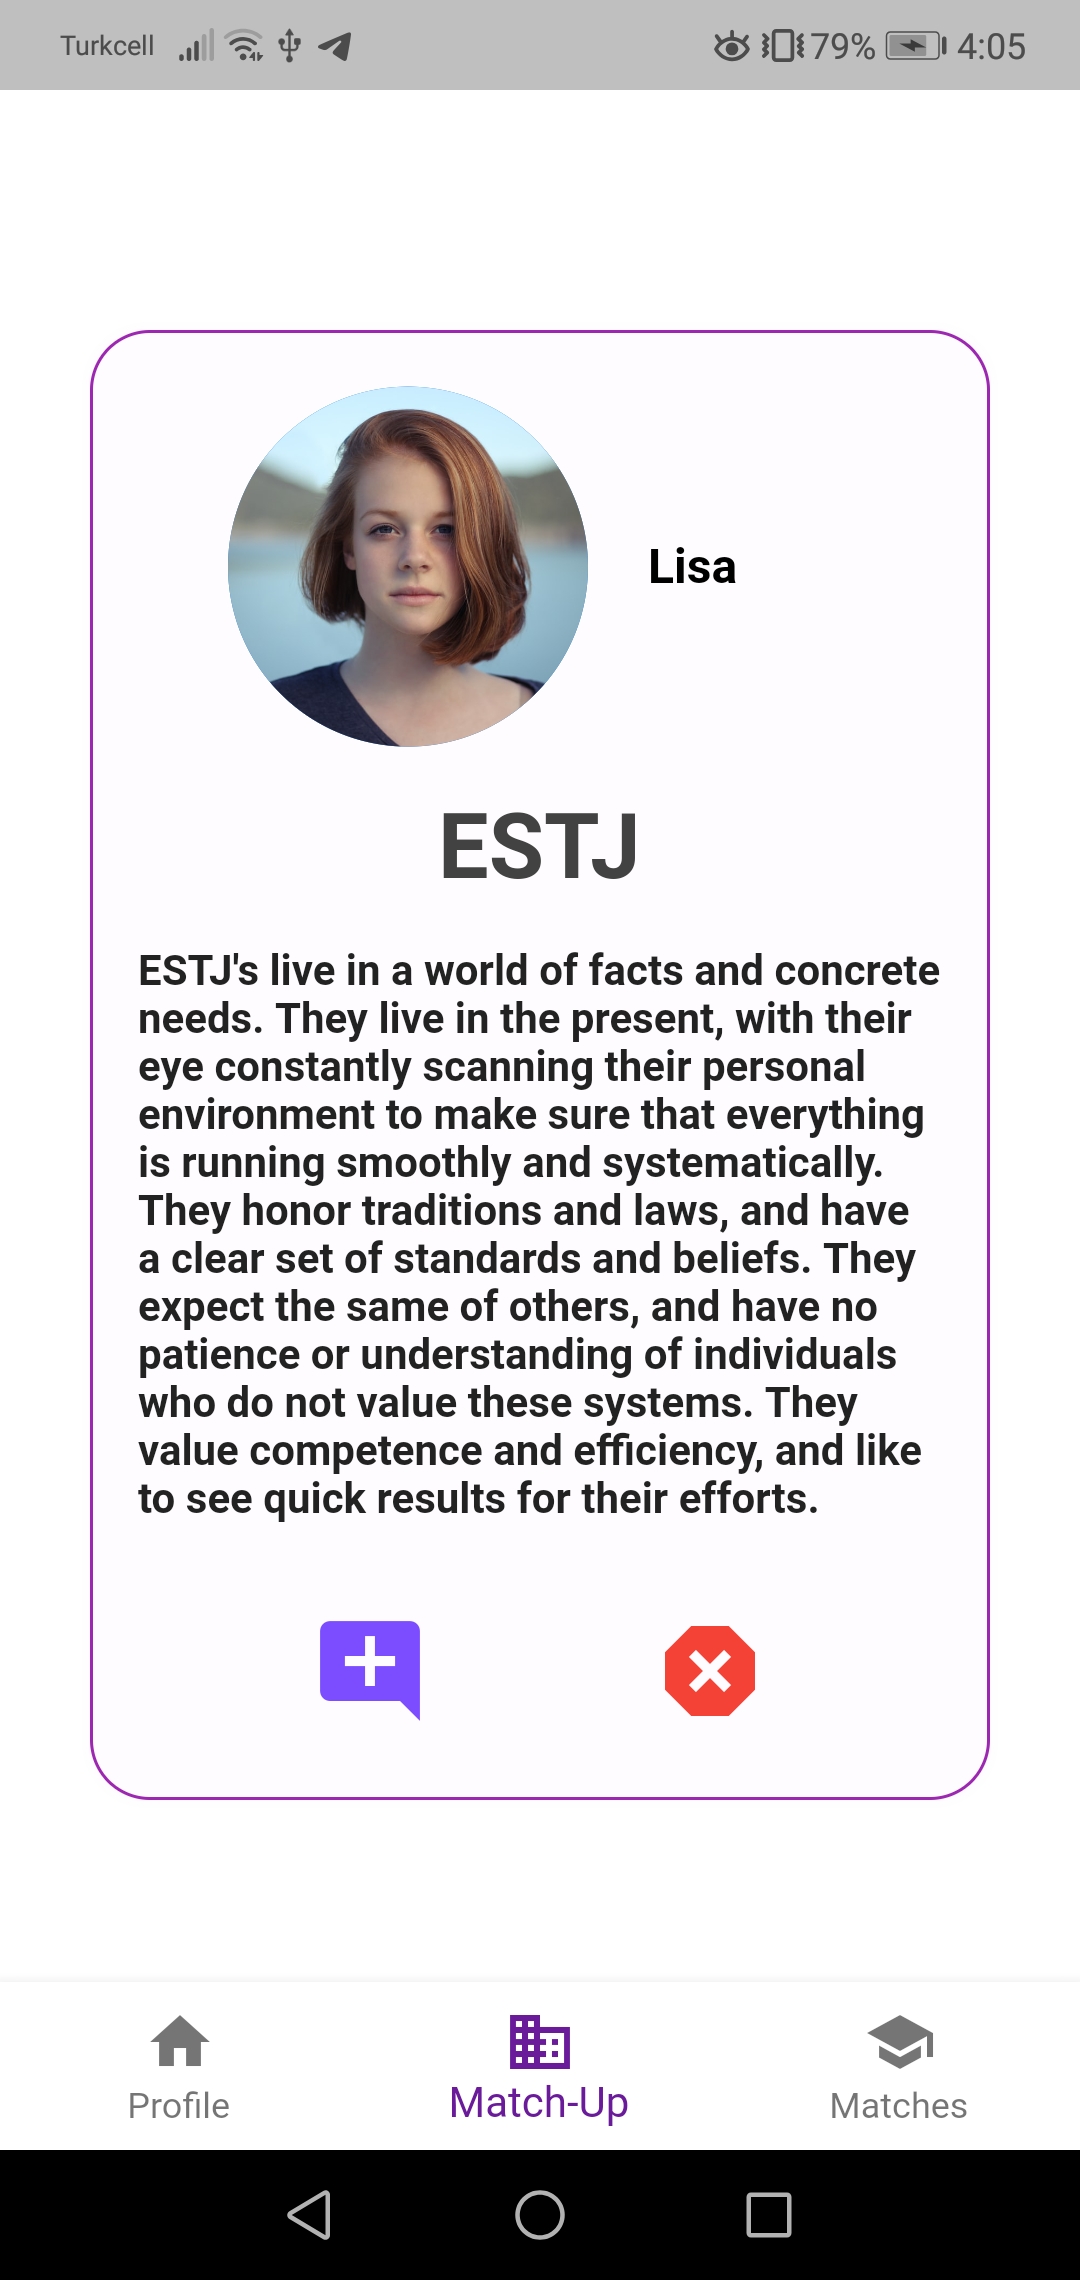 Turkcell 79% 4:05
Lisa
ESTJ
ESTJ's live in a world of facts and concrete
needs. They live in the present, with their
eye constantly scanning their personal
environment to make sure that everything
is running smoothly and systematically.
They honor traditions and laws, and have
a clear set of standards and beliefs. They
expect the same of others, and have no
patience or understanding of individuals
who do not value these systems. They
value competence and efficiency, and like
to see quick results for their efforts.
Profile Match-Up Matches